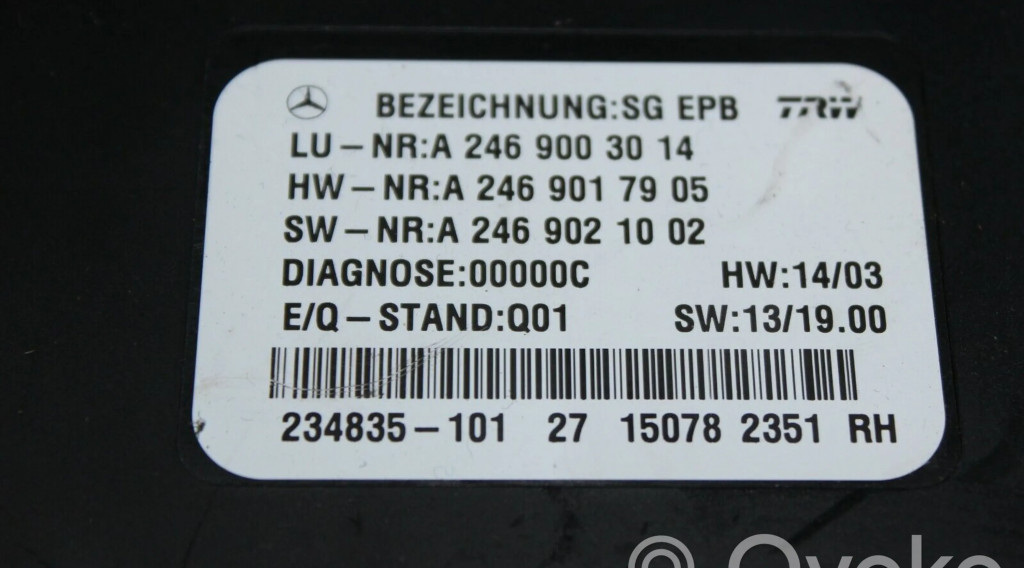 BEZEICHNUNG:SG EPB TRW
LU-NR:A 246 900 30 14
HW-NR:A 246 901 79 05
SW-NR:A 246 902 10 02
DIAGNOSE:00000C HW:14/03
E/Q-STAND:Q01 SW:13/19.00
234835-101 27 15078 2351 RH
© Ovoko